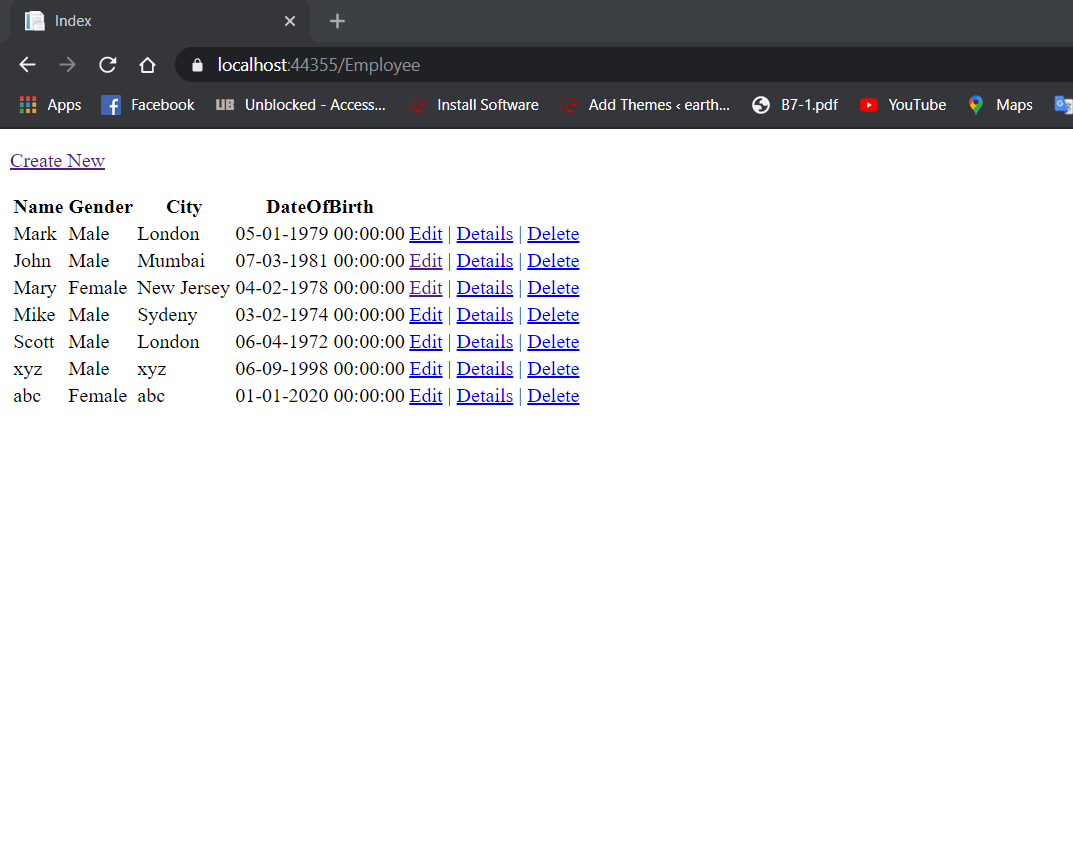 Index
localhost:44355/Employee
Apps Facebook UB Unblocked - Access... Install Software Add Themes ‹ earth... B7-1.pdf YouTube Maps
Create New
Name Gender City DateOfBirth
Mark Male London 05-01-1979 00:00:00 Edit | Details | Delete
John Male Mumbai 07-03-1981 00:00:00 Edit | Details | Delete
Mary Female New Jersey 04-02-1978 00:00:00 Edit | Details | Delete
Mike Male Sydeny 03-02-1974 00:00:00 Edit | Details | Delete
Scott Male London 06-04-1972 00:00:00 Edit | Details | Delete
xyz Male xyz 06-09-1998 00:00:00 Edit | Details | Delete
abc Female abc 01-01-2020 00:00:00 Edit | Details | Delete